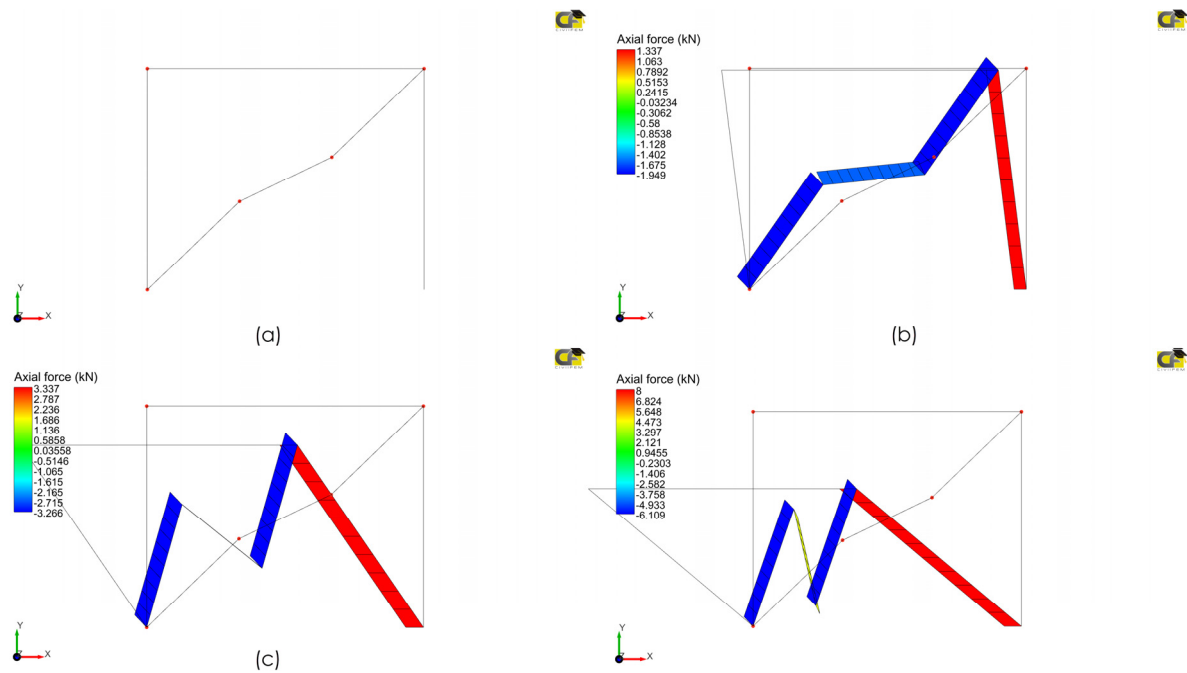 Axial force (kN)
1.337
1.063
0.7892
0.5153
0.2415
-0.03234
-0.3062
-0.58
-0.8538
-1.128
-1.402
-1.675
-1.949
Y
Z
X
(a)
Y
Z
X
(b)
Axial force (kN)
3.337
2.787
2.236
1.686
1.136
0.5858
0.03558
-0.5146
-1.065
-1.615
-2.165
-2.715
-3.266
Y
Z
X
(c)
Axial force (kN)
8
6.824
5.648
4.473
3.297
2.121
0.9455
-0.2303
-1.406
-2.582
-3.758
-4.933
-6.109
Y
Z
X